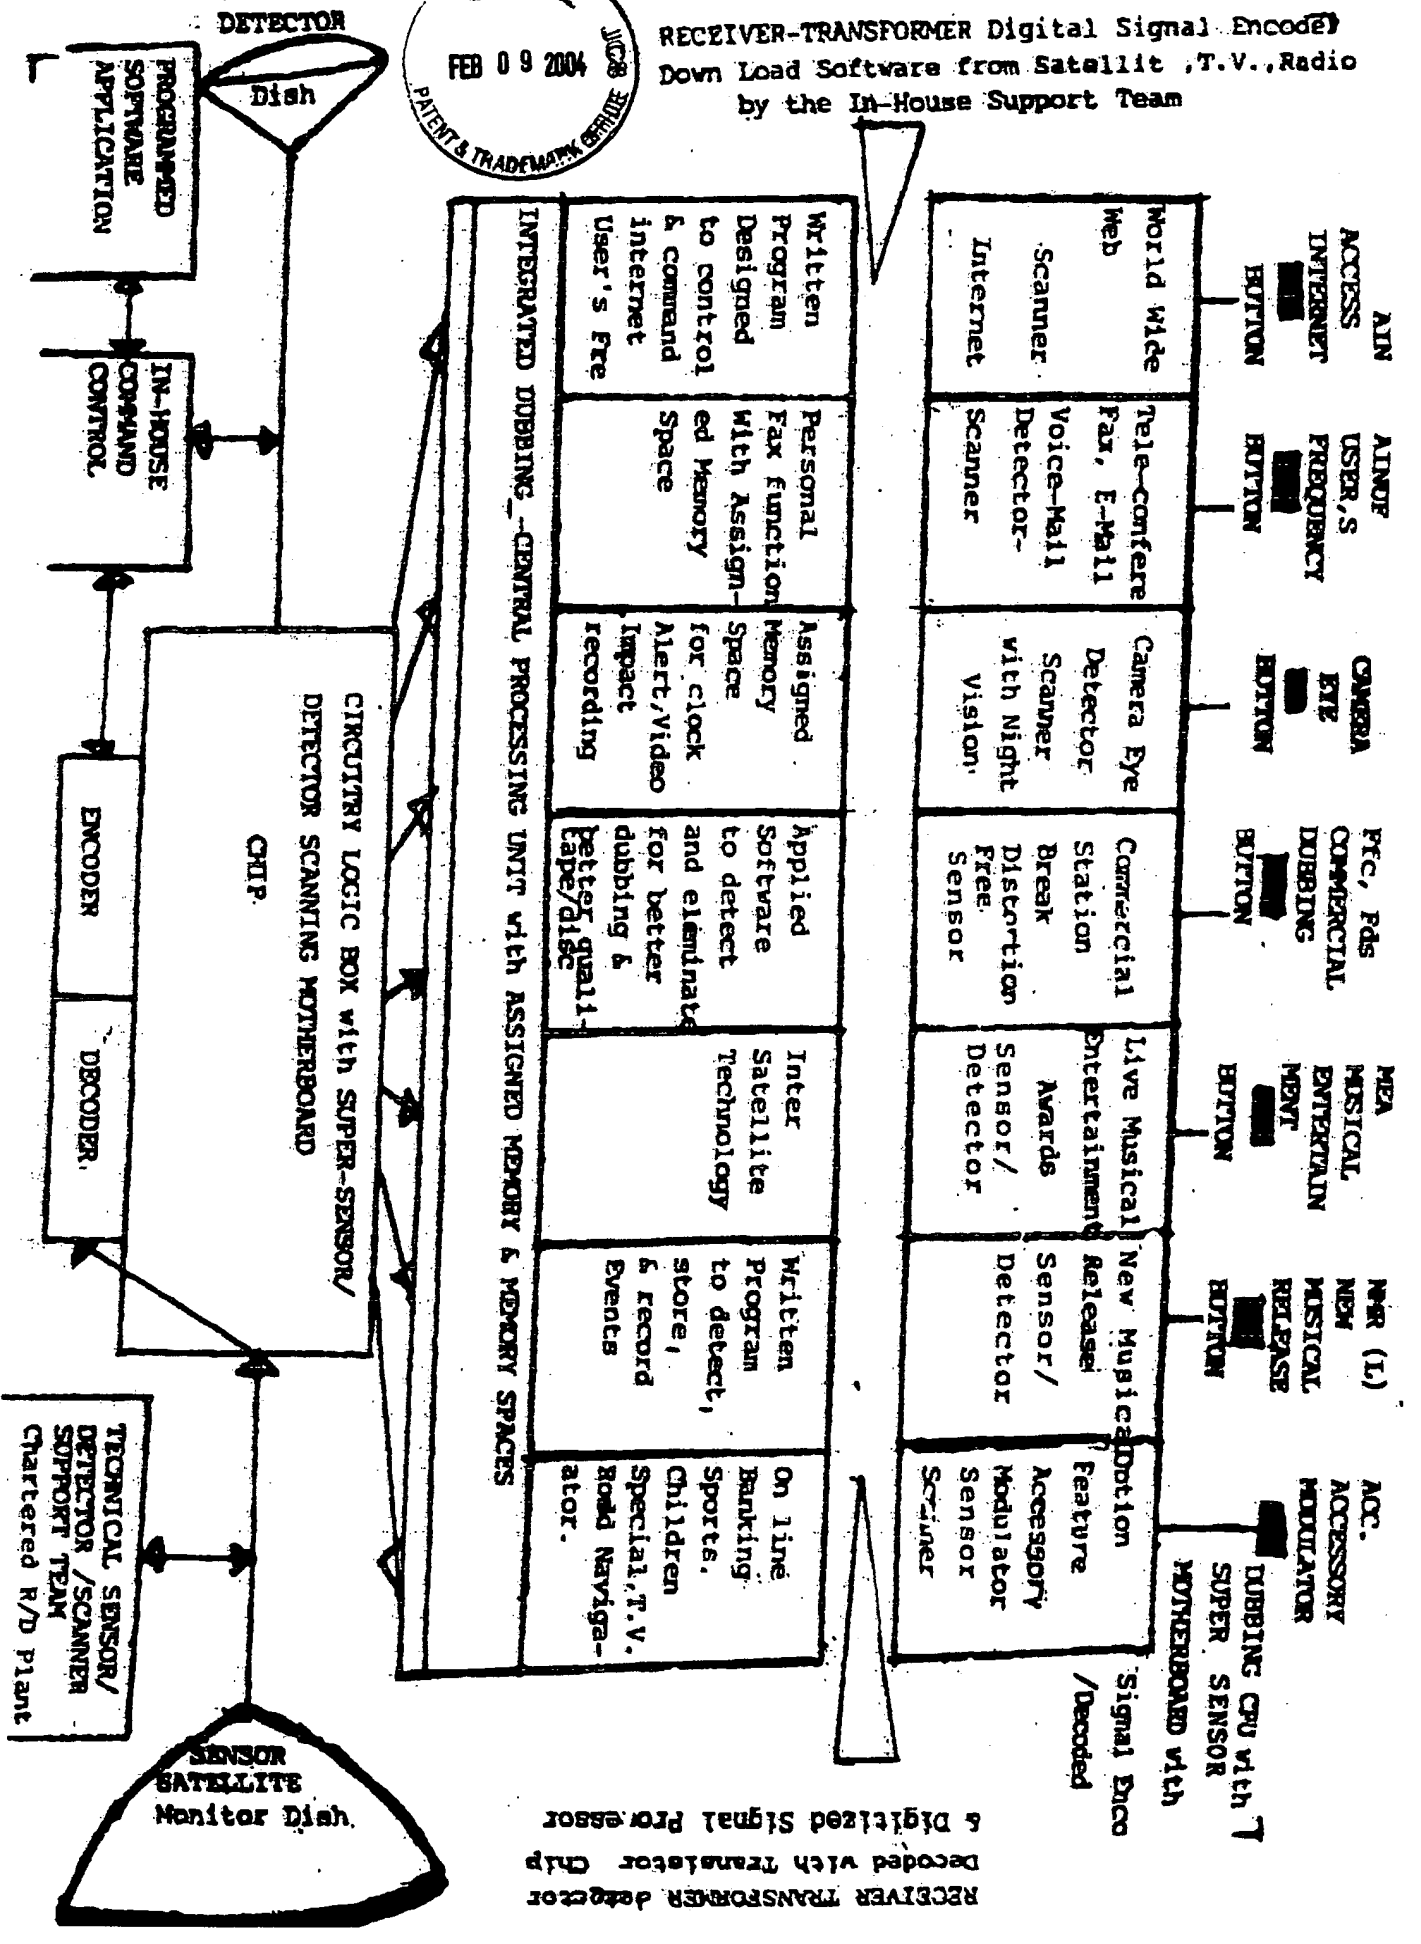 DETECTOR
Dish
FEB 09 2004
JC28
PATENT & TRADEMARK OFFICE
RECEIVER-TRANSFORMER Digital Signal Encoder
Down Load Software from Satellit ,T.V.,Radio
by the In-House Support Team
PROGRAMMED
SOFTWARE
APPLICATION
IN-HOUSE
COMMAND
CONTROL
AIN
ACCESS
INTERNET
BUTTON
AINOF
USER,S
FREQUENCY
BUTTON
CAMERA
EYE
BUTTON
Ffc, Fds
COMMERCIAL
DUBBING
BUTTON
MEA
MUSICAL
ENTERTAIN
MENT
BUTTON
NMR (L)
NEW
MUSICAL
RELEASE
BUTTON
ACC.
ACCESSORY
MODULATOR
DUBBING CPU with
SUPER SENSOR
MOTHERBOARD with
Signal Enco
/Decoded
World Wide
Web
Scanner
Internet
Tele-confere
Fax, E-Mail
Voice-Mail
Detector-
Scanner
Camera Eye
Detector
Scanner
with Night
Vision
Commercial
Station
Break
Distortion
Free
Sensor
Live Musical
Entertainment
Awards
Sensor/
Detector
New Musical
Release
Sensor/
Detector
Option
Feature
Accessory
Modulator
Sensor
Scanner
Written
Program
Designed
to control
& command
internet
User's Fre
Personal
Fax function
With Assign-
ed Memory
Space
Assigned
Memory
Space
for clock
Alert,Video
Impact
recording
Applied
Software
to detect
and eleminate
for better
dubbing &
better quali-
tape/disc
Inter
Satellite
Technology
Written
Program
to detect,
store,
& record
Events
On line
Banking
Sports.
Children
Special,T.V.
Road Naviga-
ator.
INTEGRATED DUBBING -CENTRAL PROCESSING UNIT with ASSIGNED MEMORY & MEMORY SPACES
CIRCUITRY LOGIC BOX with SUPER-SENSOR/
DETECTOR SCANNING MOTHERBOARD
CHIP.
ENCODER
DECODER.
TECHNICAL SENSOR/
DETECTOR /SCANNER
SUPPORT TEAM
Chartered R/D Plant
SENSOR
SATELLITE
Monitor Dish.
RECEIVER TRANSFORMER detector
Decoded with Transistor Chip
& Digitized Signal Processor